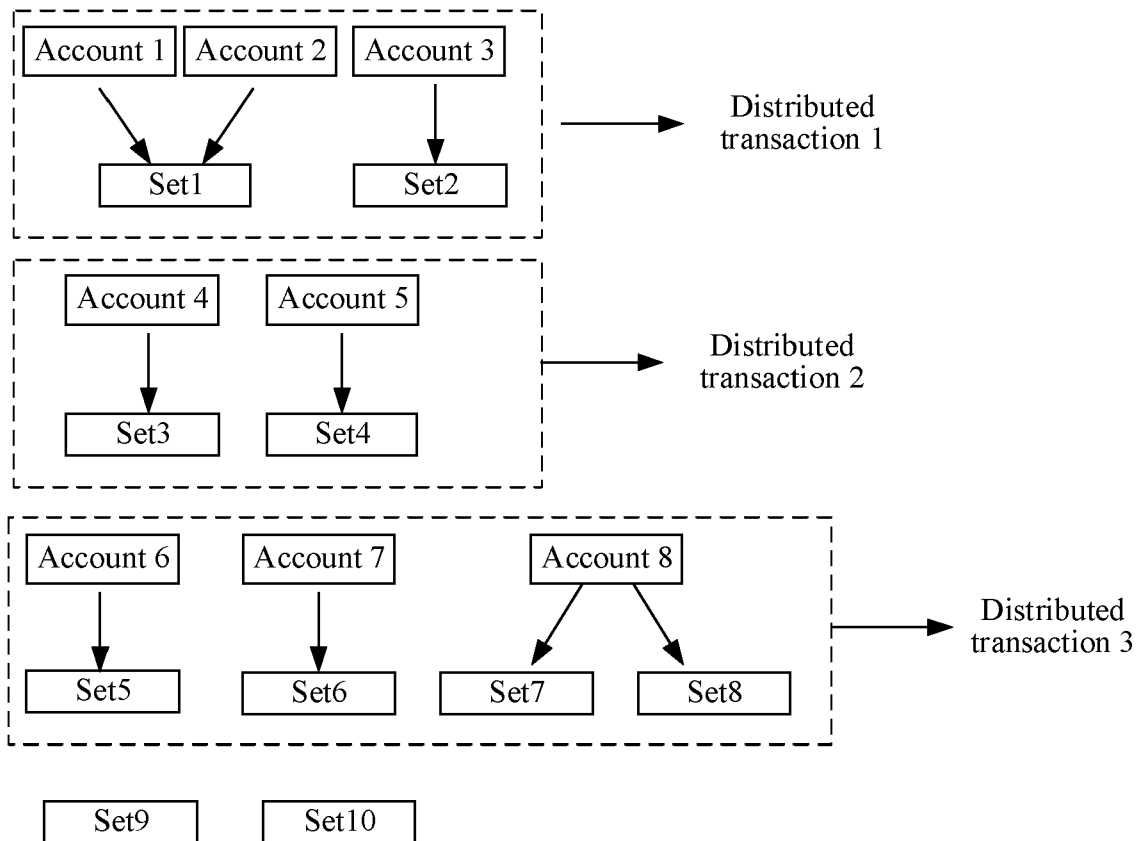 Account 1
Account 2
Account 3
Set1
Set2
Distributed
transaction 1
Account 4
Account 5
Set3
Set4
Distributed
transaction 2
Account 6
Account 7
Account 8
Set5
Set6
Set7
Set8
Distributed
transaction 3
Set9
Set10